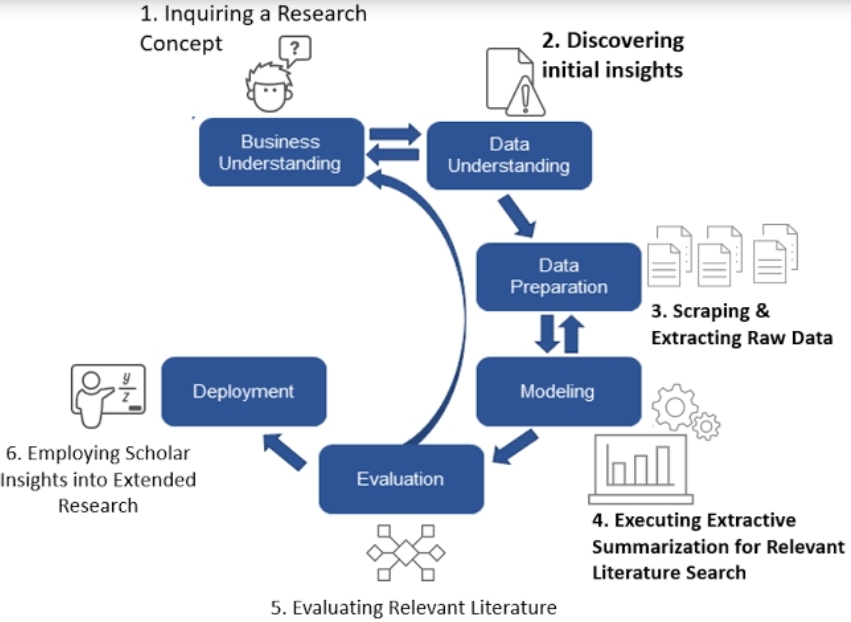 1. Inquiring a Research
Concept
?
2. Discovering
initial insights
Business
Understanding
Data
Understanding
Data
Preparation
3. Scraping &
Extracting Raw Data
Modeling
4. Executing Extractive
Summarization for Relevant
Literature Search
Evaluation
5. Evaluating Relevant Literature
Deployment
y
z
6. Employing Scholar
Insights into Extended
Research